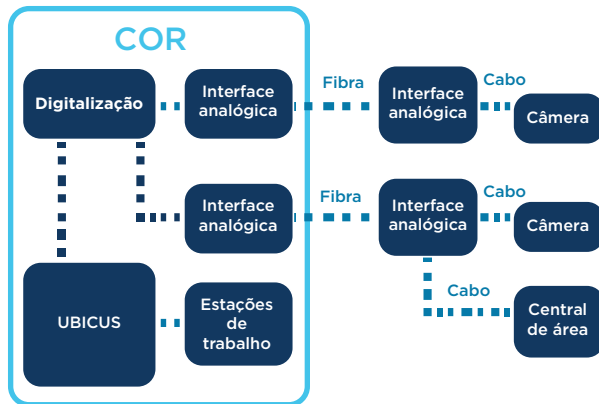 COR
Digitalização
Interface
analógica
Fibra
Interface
analógica
Cabo
Câmera
Interface
analógica
Fibra
Interface
analógica
Cabo
Câmera
UBICUS
Estações
de
trabalho
Cabo
Central
de área